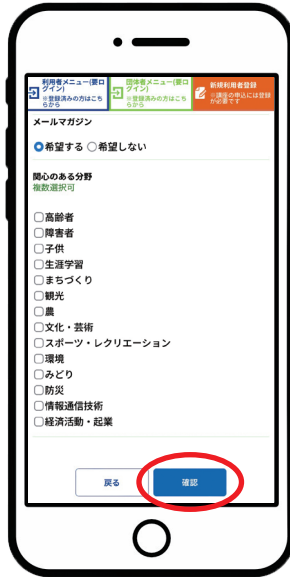 利用者メニュー(要ログイン)
※登録済みの方はこちらから
団体者メニュー(要ログイン)
※登録済みの方はこちらから
新規利用者登録
※講座の申込には登録が必要です
メールマガジン
希望する 希望しない
関心のある分野
複数選択可
高齢者
障害者
子供
生涯学習
まちづくり
観光
農
文化・芸術
スポーツ・レクリエーション
環境
みどり
防災
情報通信技術
経済活動・起業
戻る 確認